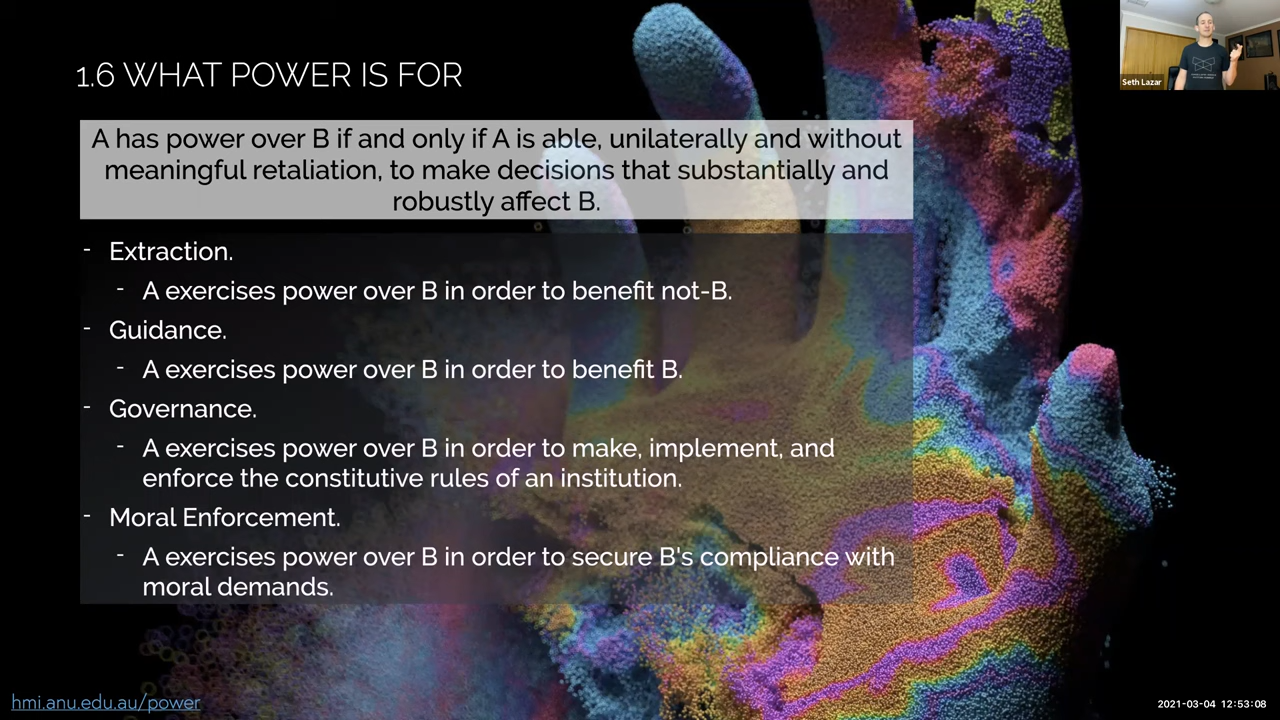 1.6 WHAT POWER IS FOR
Seth Lazar
A has power over B if and only if A is able, unilaterally and without
meaningful retaliation, to make decisions that substantially and
robustly affect B.
- Extraction.
- A exercises power over B in order to benefit not-B.
- Guidance.
- A exercises power over B in order to benefit B.
- Governance.
- A exercises power over B in order to make, implement, and
enforce the constitutive rules of an institution.
- Moral Enforcement.
- A exercises power over B in order to secure B's compliance with
moral demands.
hmi.anu.edu.au/power
2021-03-04 12:53:08